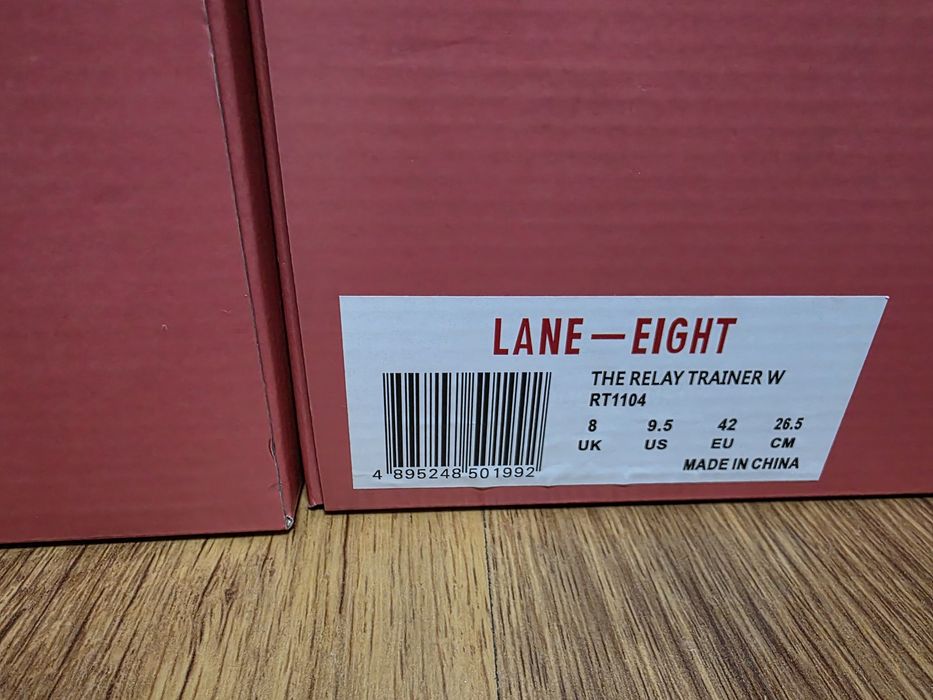 LANE—EIGHT
THE RELAY TRAINER W
RT1104
8 9.5 42 26.5
UK US EU CM
MADE IN CHINA
4 895248 501992